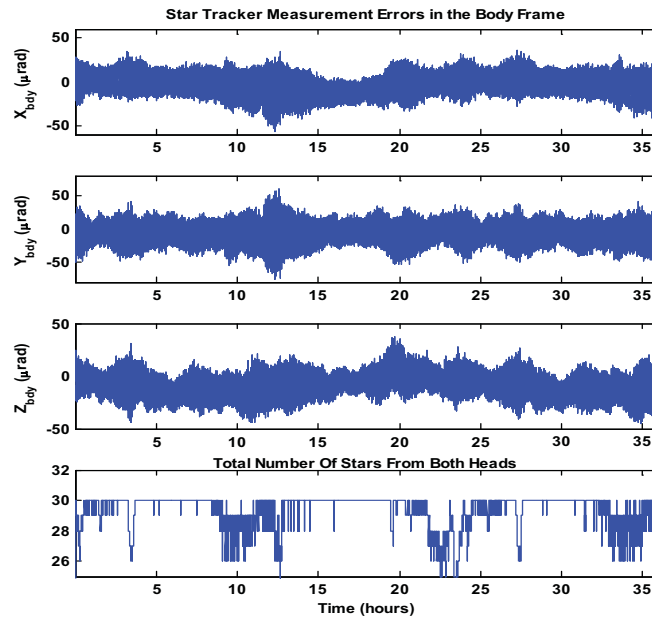 Star Tracker Measurement Errors in the Body Frame
50
0
-50
X_bdy (μrad)
5 10 15 20 25 30 35
50
0
-50
Y_bdy (μrad)
5 10 15 20 25 30 35
50
0
-50
Z_bdy (μrad)
5 10 15 20 25 30 35
Total Number Of Stars From Both Heads
32
30
28
26
5 10 15 20 25 30 35
Time (hours)